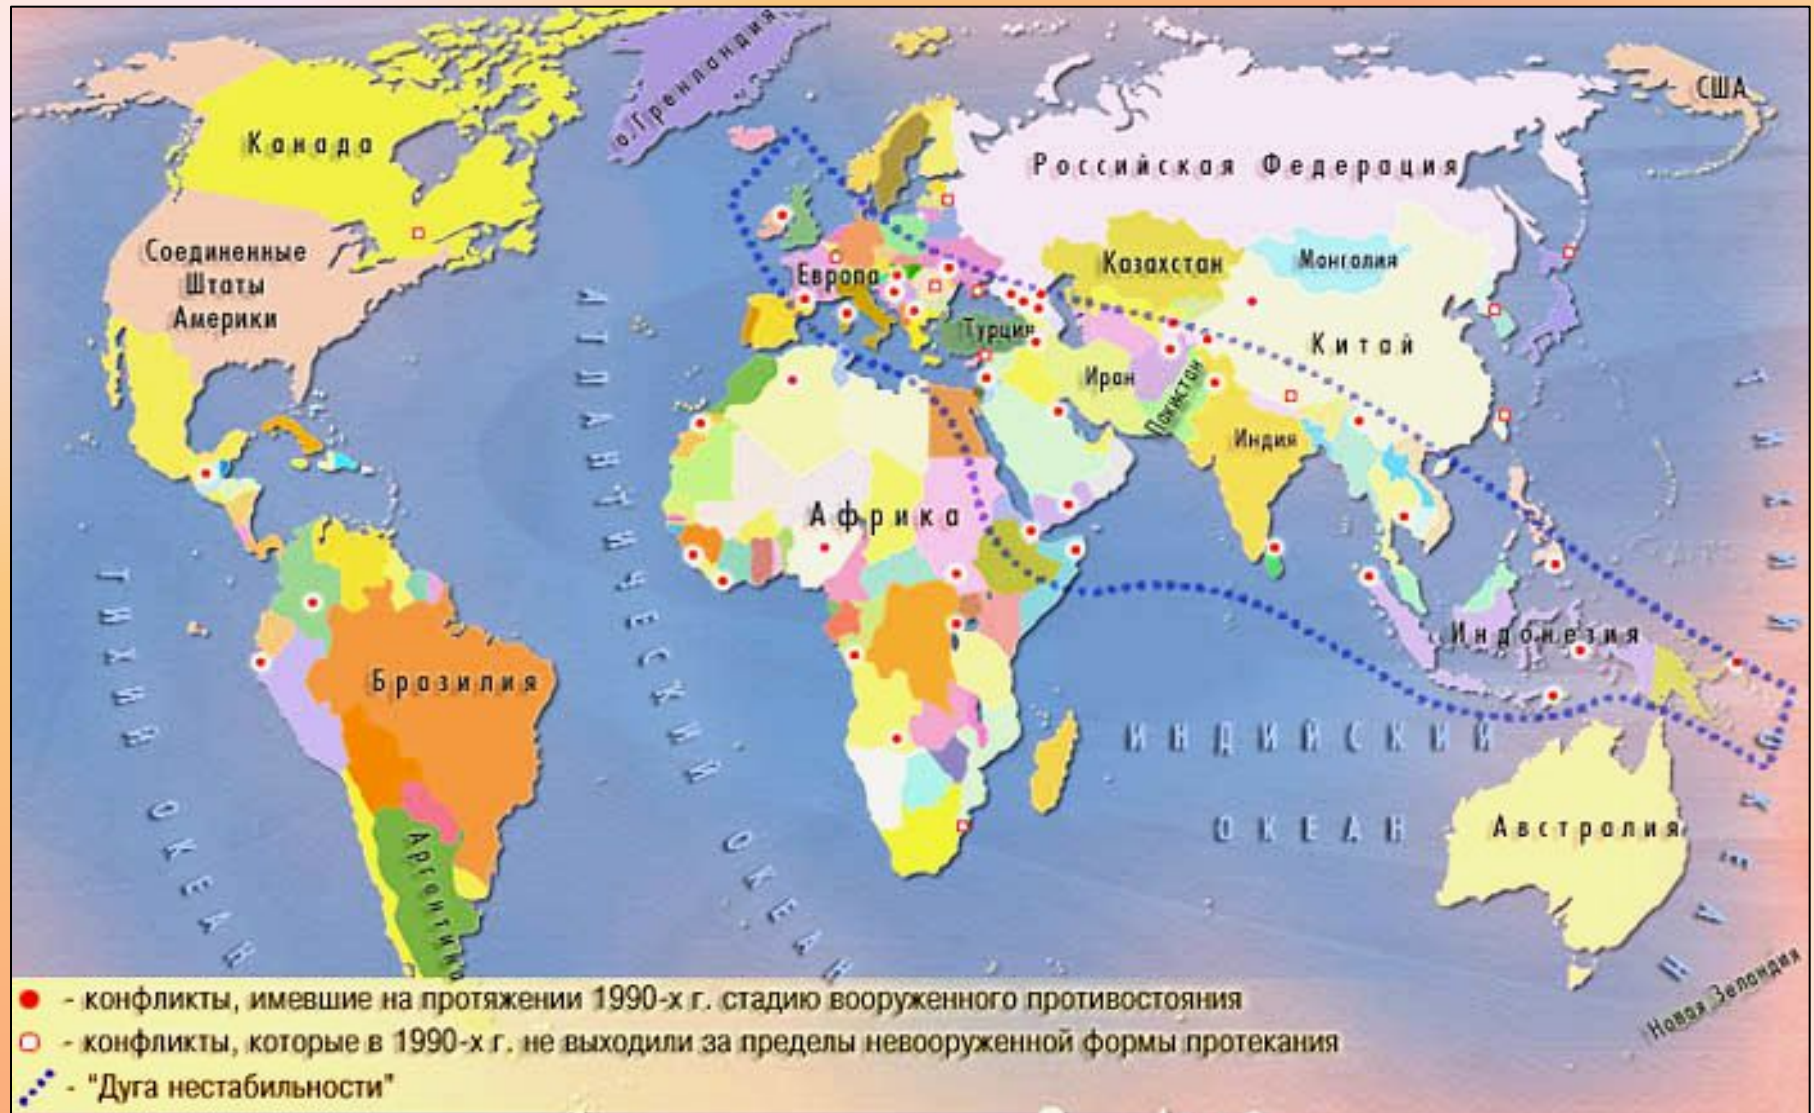 о. Гренландия
США
Канада
Российская Федерация
Соединенные
Штаты
Америки
Европа
Казахстан
Монголия
Турция
Китай
Иран
Пакистан
Индия
Африка
Индонезия
Бразилия
Аргентина
Австралия
Новая Зеландия
АТЛАНТИЧЕСКИЙ ОКЕАН
ТИХИЙ ОКЕАН
ИНДИЙСКИЙ
ОКЕАН
ТИХИЙ ОКЕАН
- конфликты, имевшие на протяжении 1990-х г. стадию вооруженного противостояния
- конфликты, которые в 1990-х г. не выходили за пределы невооруженной формы протекания
- "Дуга нестабильности"